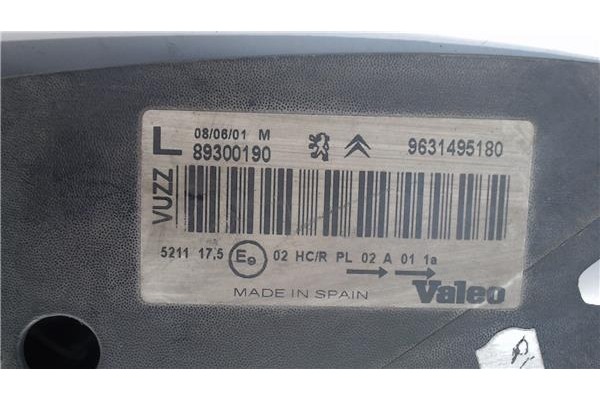 L 08/06/01 M
89300190 9631495180
VUZZ
5211 17,5 E9 02 HC/R PL 02 A 01 1a
MADE IN SPAIN Valeo